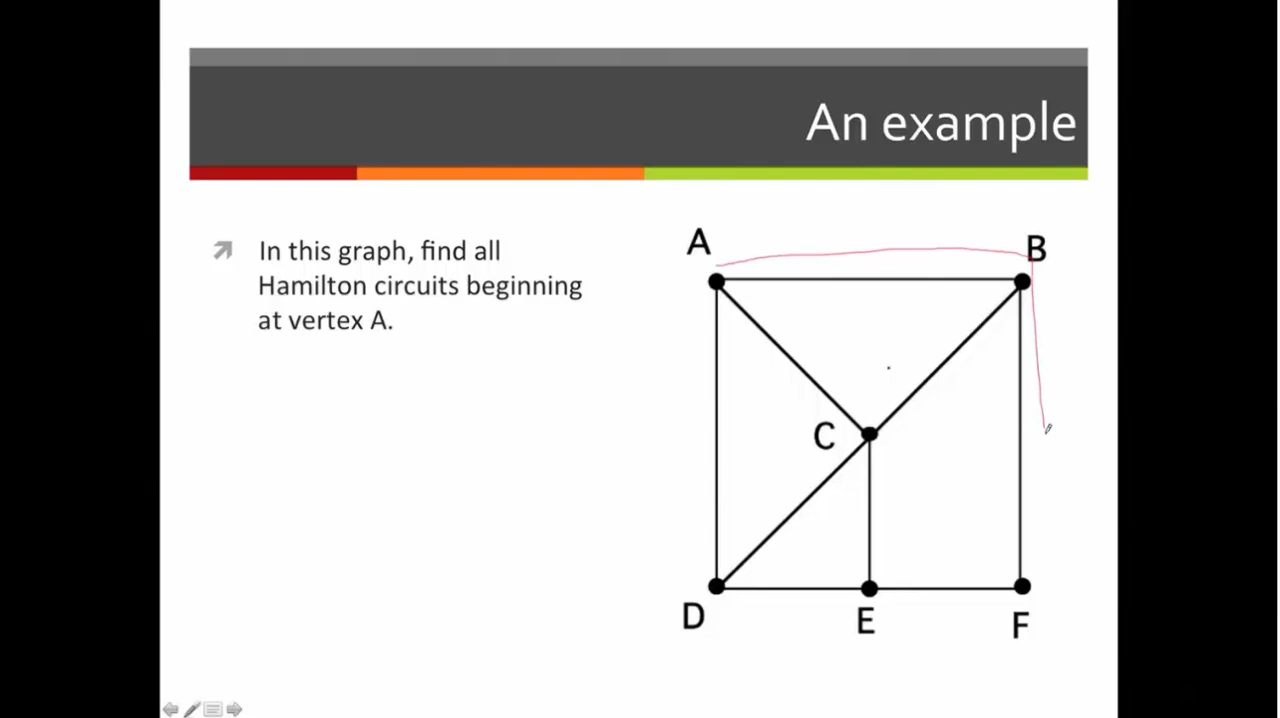 An example
In this graph, find all
Hamilton circuits beginning
at vertex A.
A
B
C
D
E
F